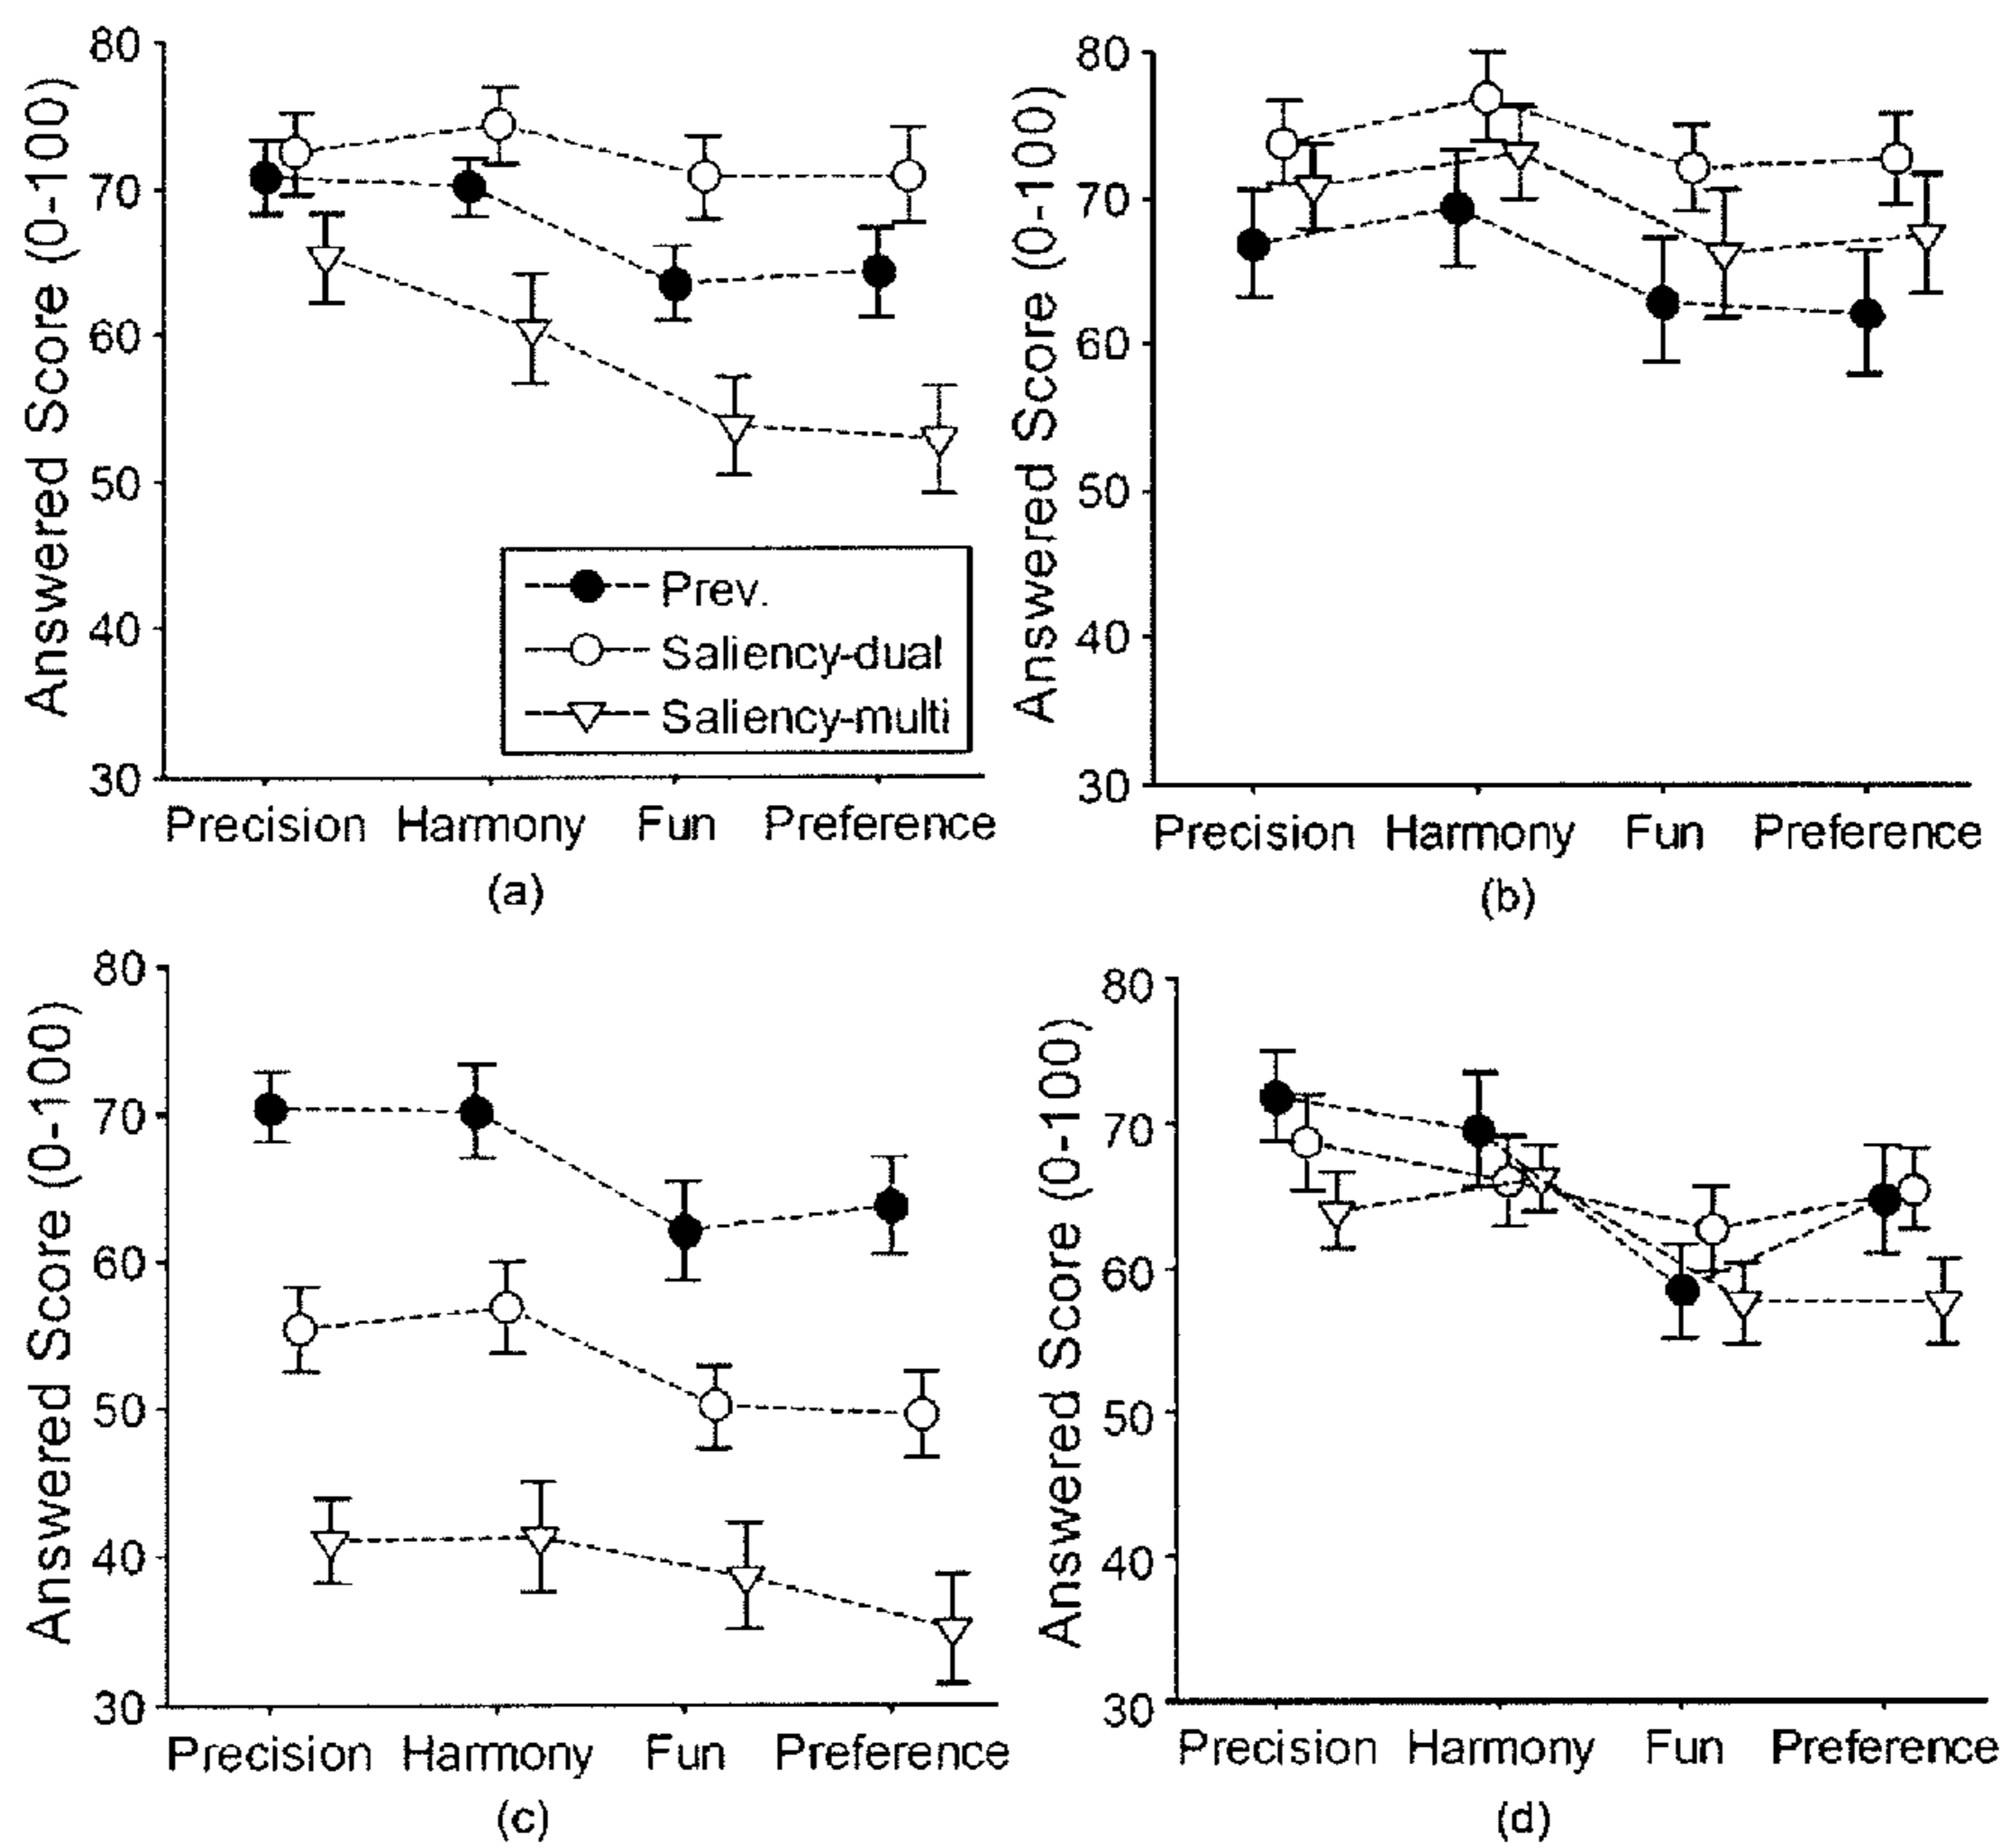 Answered Score (0-100)
80
70
60
50
40
30
Prev.
Saliency-dual
Saliency-multi
Precision Harmony Fun Preference
(a)
Answered Score (0-100)
80
70
60
50
40
30
Precision Harmony Fun Preference
(b)
Answered Score (0-100)
80
70
60
50
40
30
Precision Harmony Fun Preference
(c)
Answered Score (0-100)
80
70
60
50
40
30
Precision Harmony Fun Preference
(d)